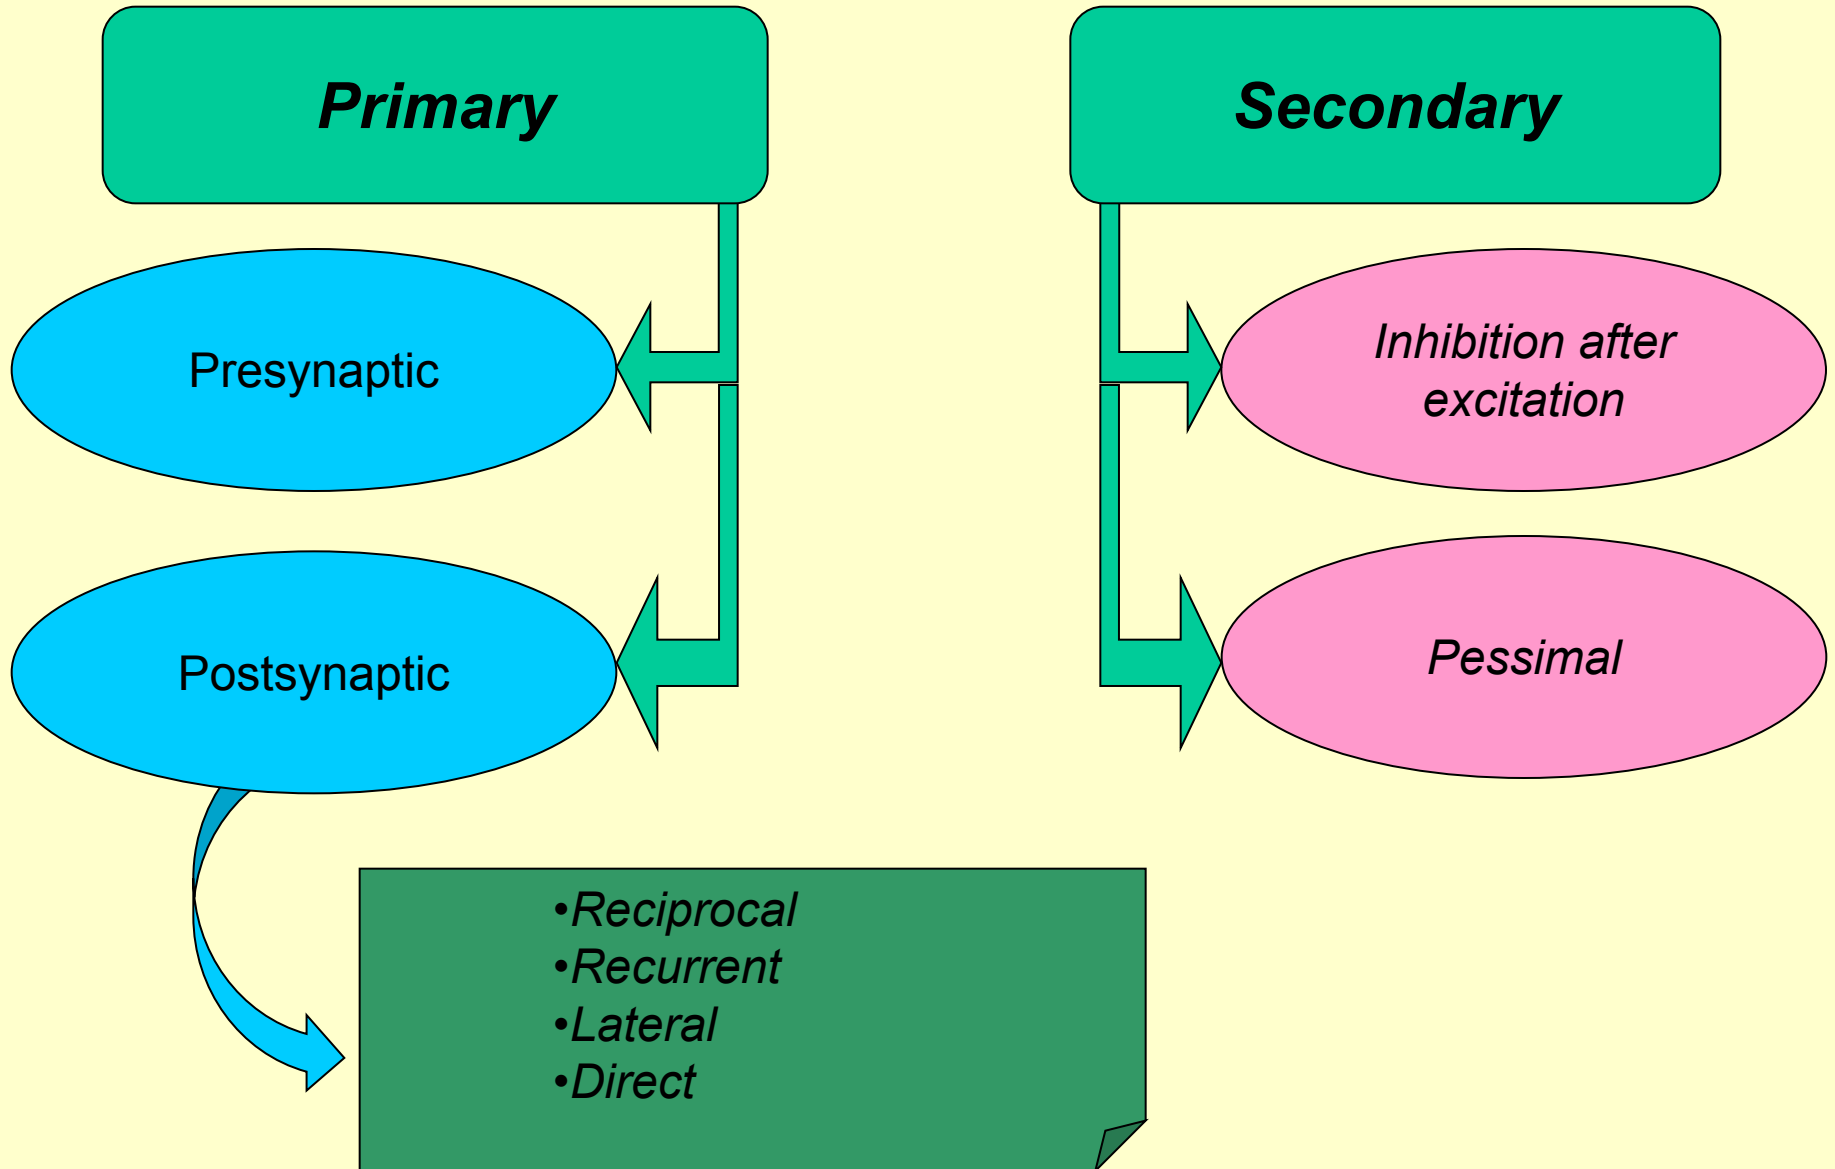 Primary
Secondary
Presynaptic
Inhibition after
excitation
Postsynaptic
Pessimal
•Reciprocal
•Recurrent
•Lateral
•Direct